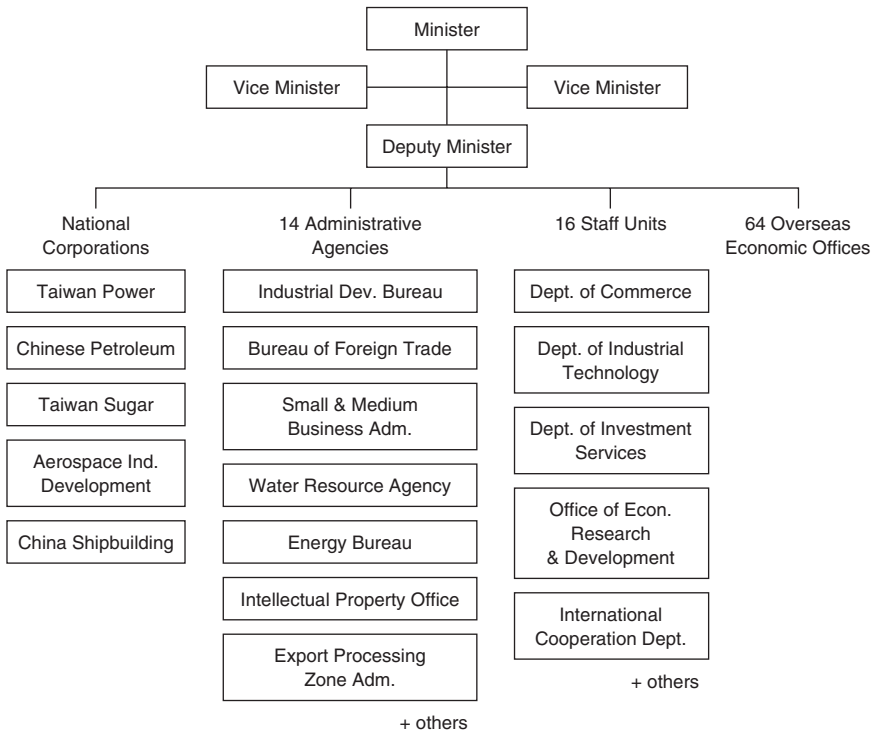 Minister
Vice Minister
Vice Minister
Deputy Minister
National
Corporations
Taiwan Power
Chinese Petroleum
Taiwan Sugar
Aerospace Ind.
Development
China Shipbuilding
14 Administrative
Agencies
Industrial Dev. Bureau
Bureau of Foreign Trade
Small & Medium
Business Adm.
Water Resource Agency
Energy Bureau
Intellectual Property Office
Export Processing
Zone Adm.
+ others
16 Staff Units
Dept. of Commerce
Dept. of Industrial
Technology
Dept. of Investment
Services
Office of Econ.
Research
& Development
International
Cooperation Dept.
+ others
64 Overseas
Economic Offices